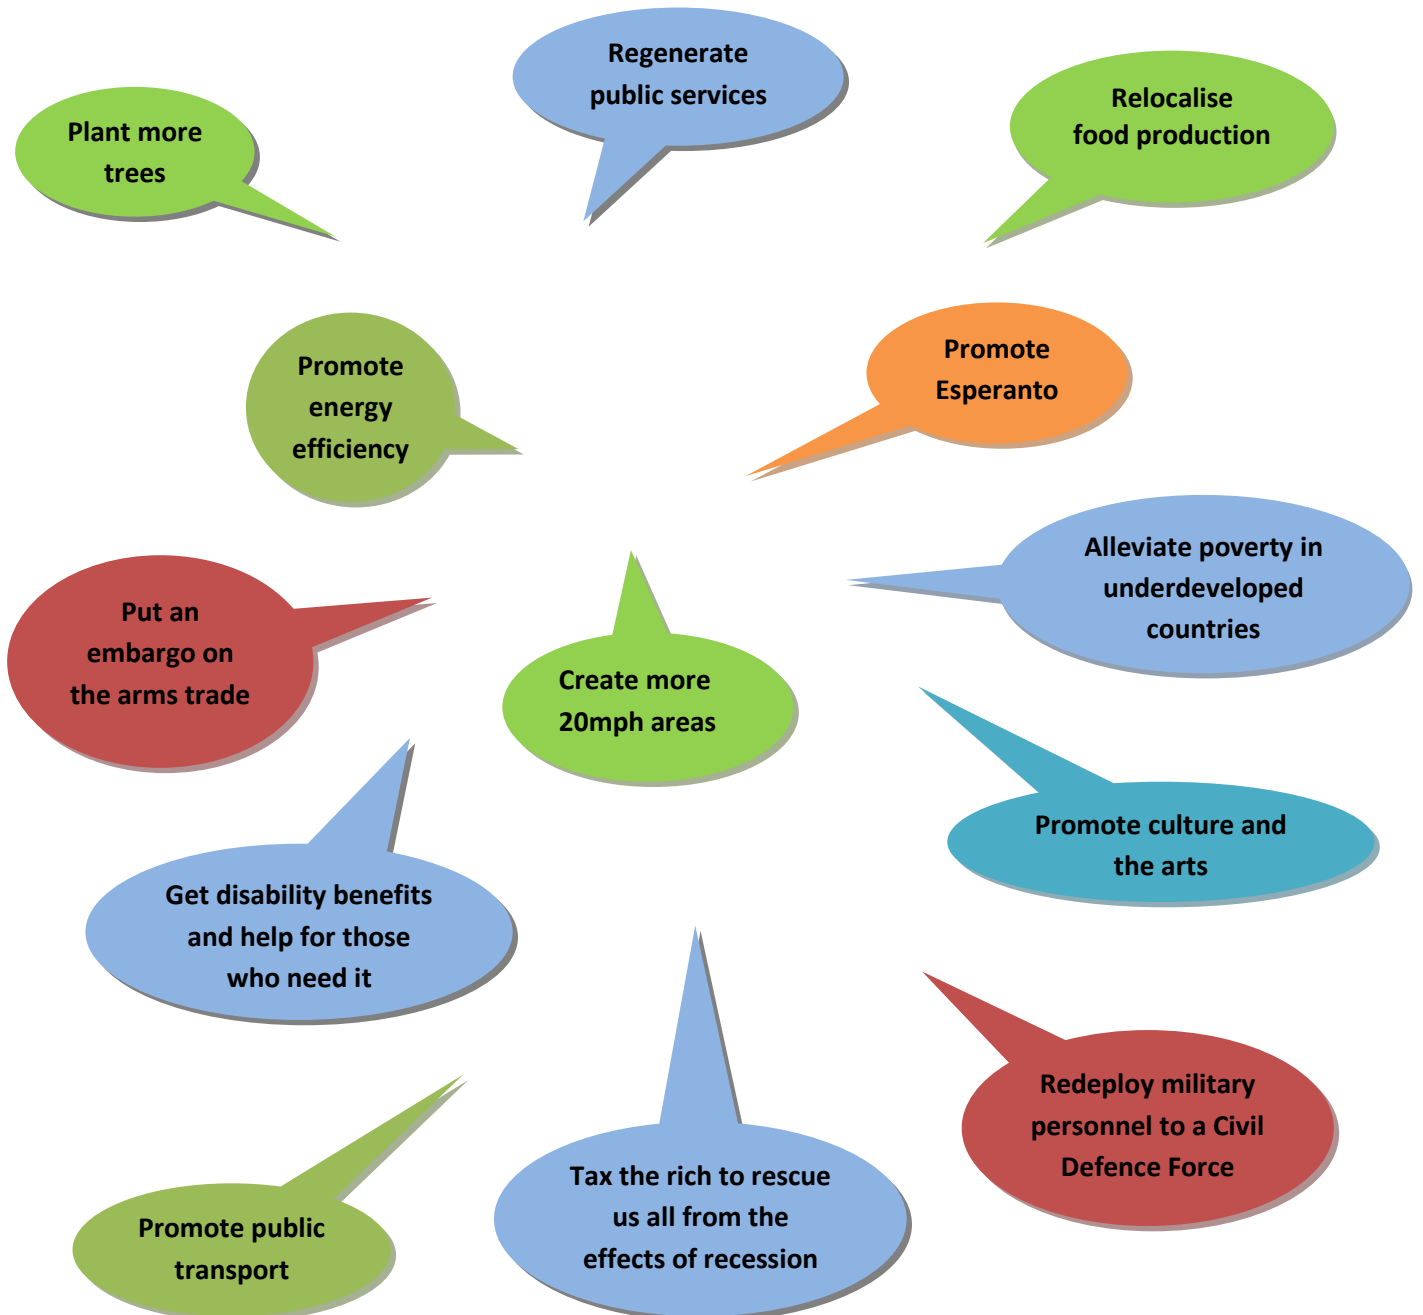 Regenerate
public services
Relocalise
food production
Plant more
trees
Promote
Esperanto
Promote
energy
efficiency
Alleviate poverty in
underdeveloped
countries
Put an
embargo on
the arms trade
Create more
20mph areas
Promote culture and
the arts
Get disability benefits
and help for those
who need it
Redeploy military
personnel to a Civil
Defence Force
Tax the rich to rescue
us all from the
effects of recession
Promote public
transport